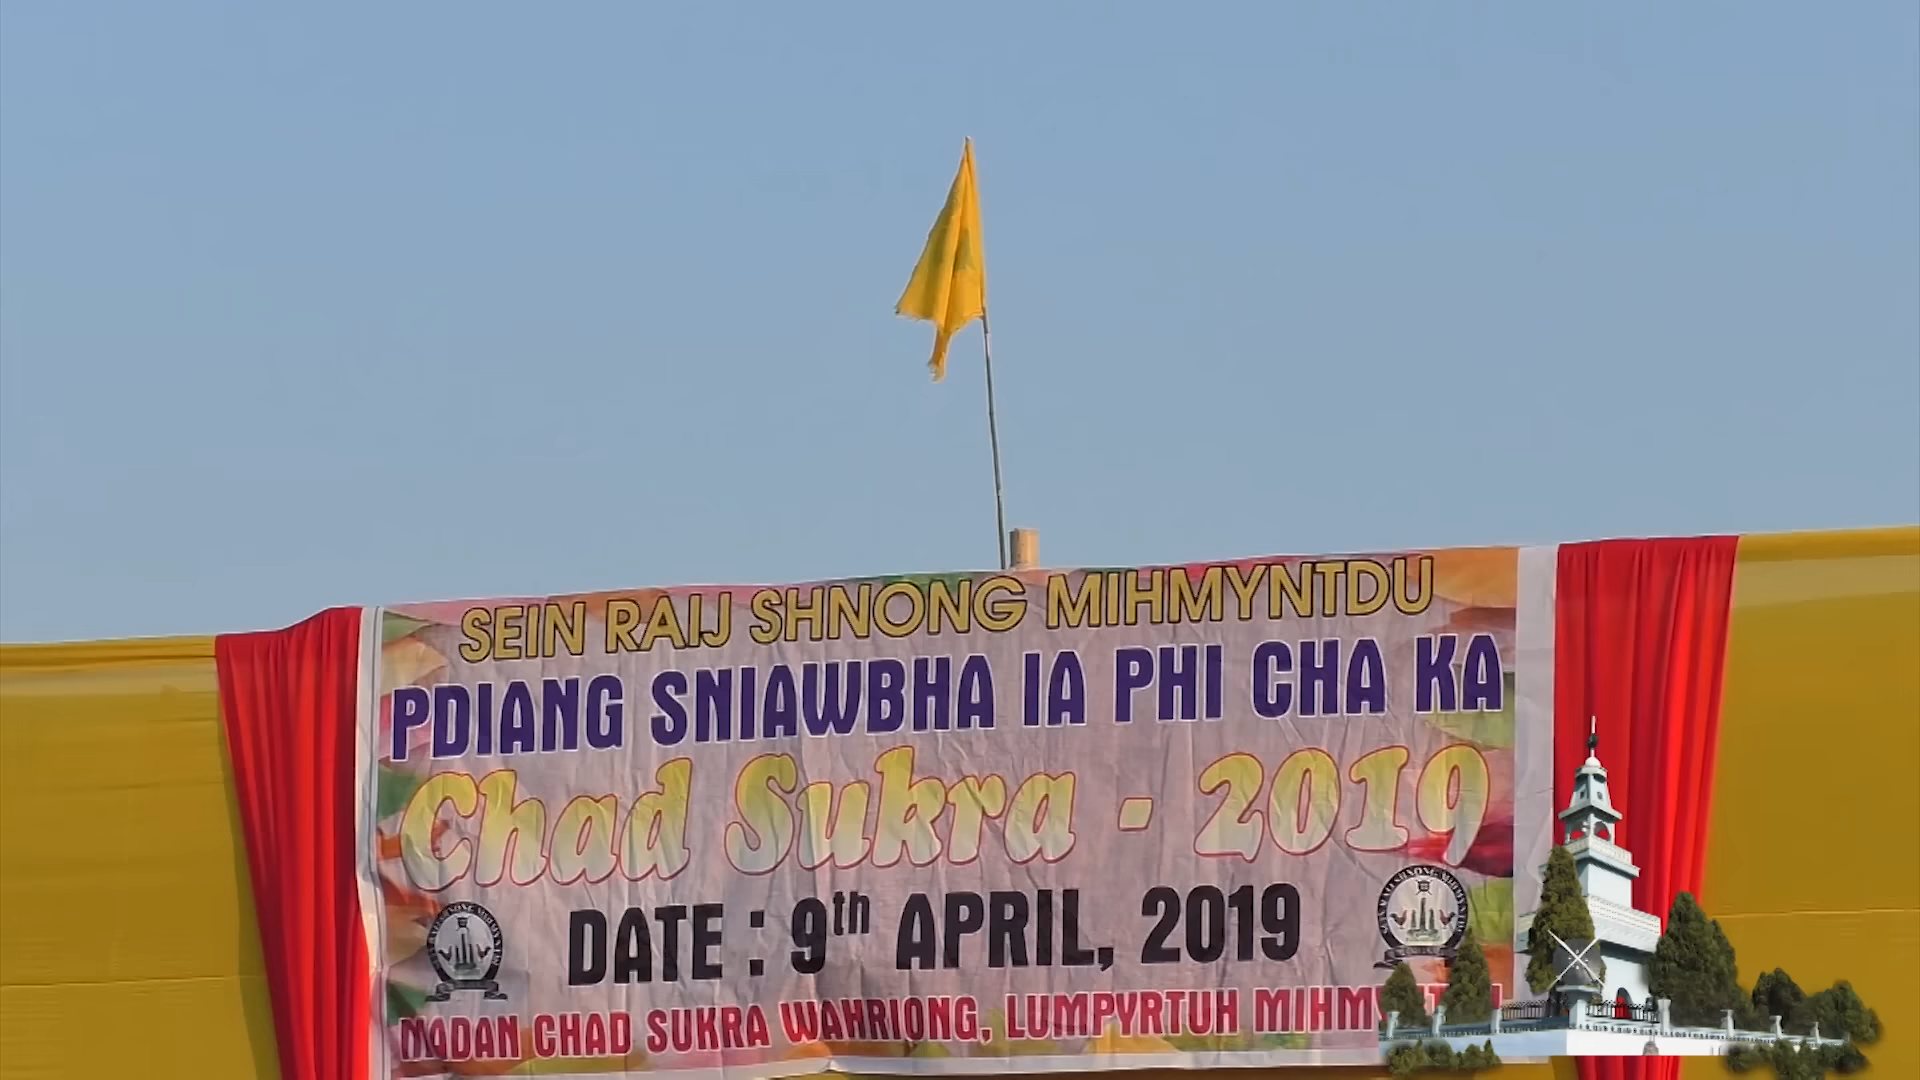 SEIN RAIJ SHNONG MIHMYNTDU
PDIANG SNIAWBHA IA PHI CHA KA
Chad Sukra - 2019
DATE : 9th APRIL, 2019
MADAN CHAD SUKRA WAHRIONG, LUMPYRTUH